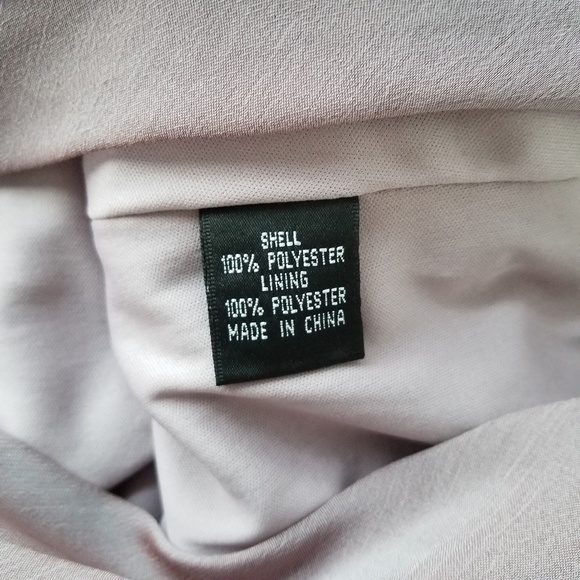 SHELL
100% POLYESTER
LINING
100% POLYESTER
MADE IN CHINA